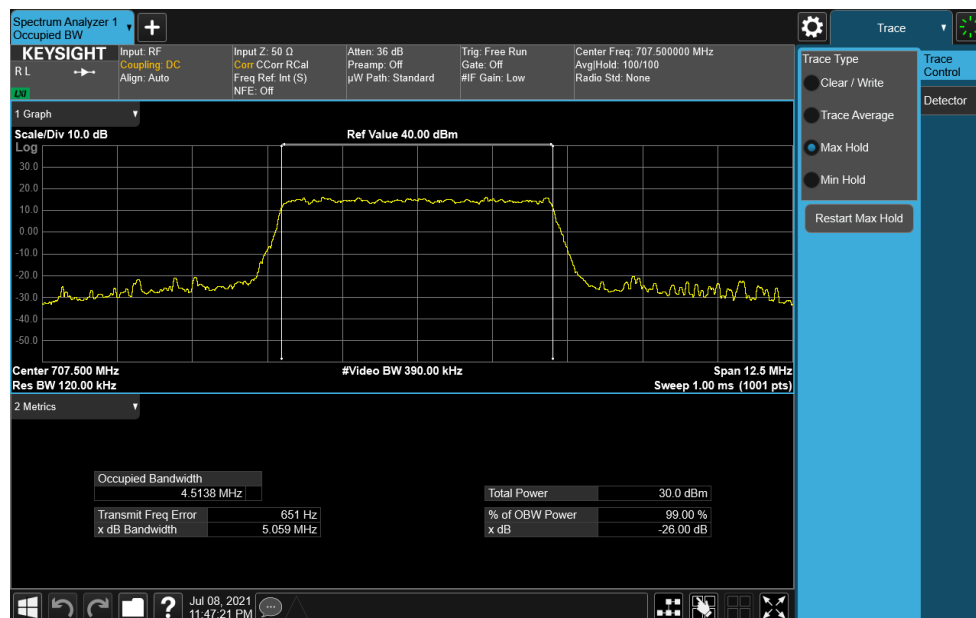 Spectrum Analyzer 1
Occupied BW
Trace
KEYSIGHT
R L
LXI
Input: RF
Coupling: DC
Align: Auto
Input Z: 50 Ω
Corr CCorr RCal
Freq Ref: Int (S)
NFE: Off
Atten: 36 dB
Preamp: Off
µW Path: Standard
Trig: Free Run
Gate: Off
#IF Gain: Low
Center Freq: 707.500000 MHz
Avg|Hold: 100/100
Radio Std: None
Trace Type
Clear / Write
Trace Average
Max Hold
Min Hold
Restart Max Hold
Trace
Control
Detector
1 Graph
Scale/Div 10.0 dB
Ref Value 40.00 dBm
Log
30.0
20.0
10.0
0.00
-10.0
-20.0
-30.0
-40.0
-50.0
Center 707.500 MHz
#Video BW 390.00 kHz
Span 12.5 MHz
Res BW 120.00 kHz
Sweep 1.00 ms (1001 pts)
2 Metrics
Occupied Bandwidth
4.5138 MHz
Total Power 30.0 dBm
Transmit Freq Error 651 Hz
% of OBW Power 99.00 %
x dB Bandwidth 5.059 MHz
x dB -26.00 dB
?
Jul 08, 2021
11:47:21 PM